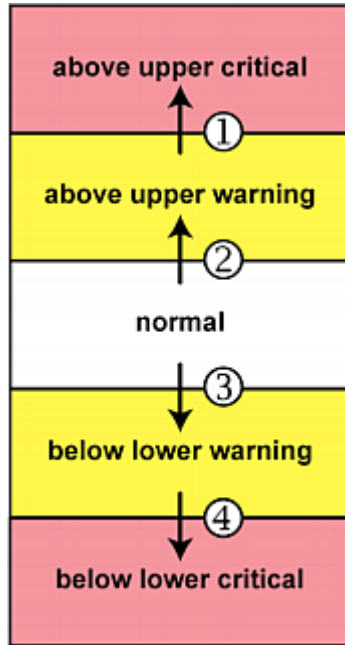 above upper critical
①
above upper warning
②
normal
③
below lower warning
④
below lower critical